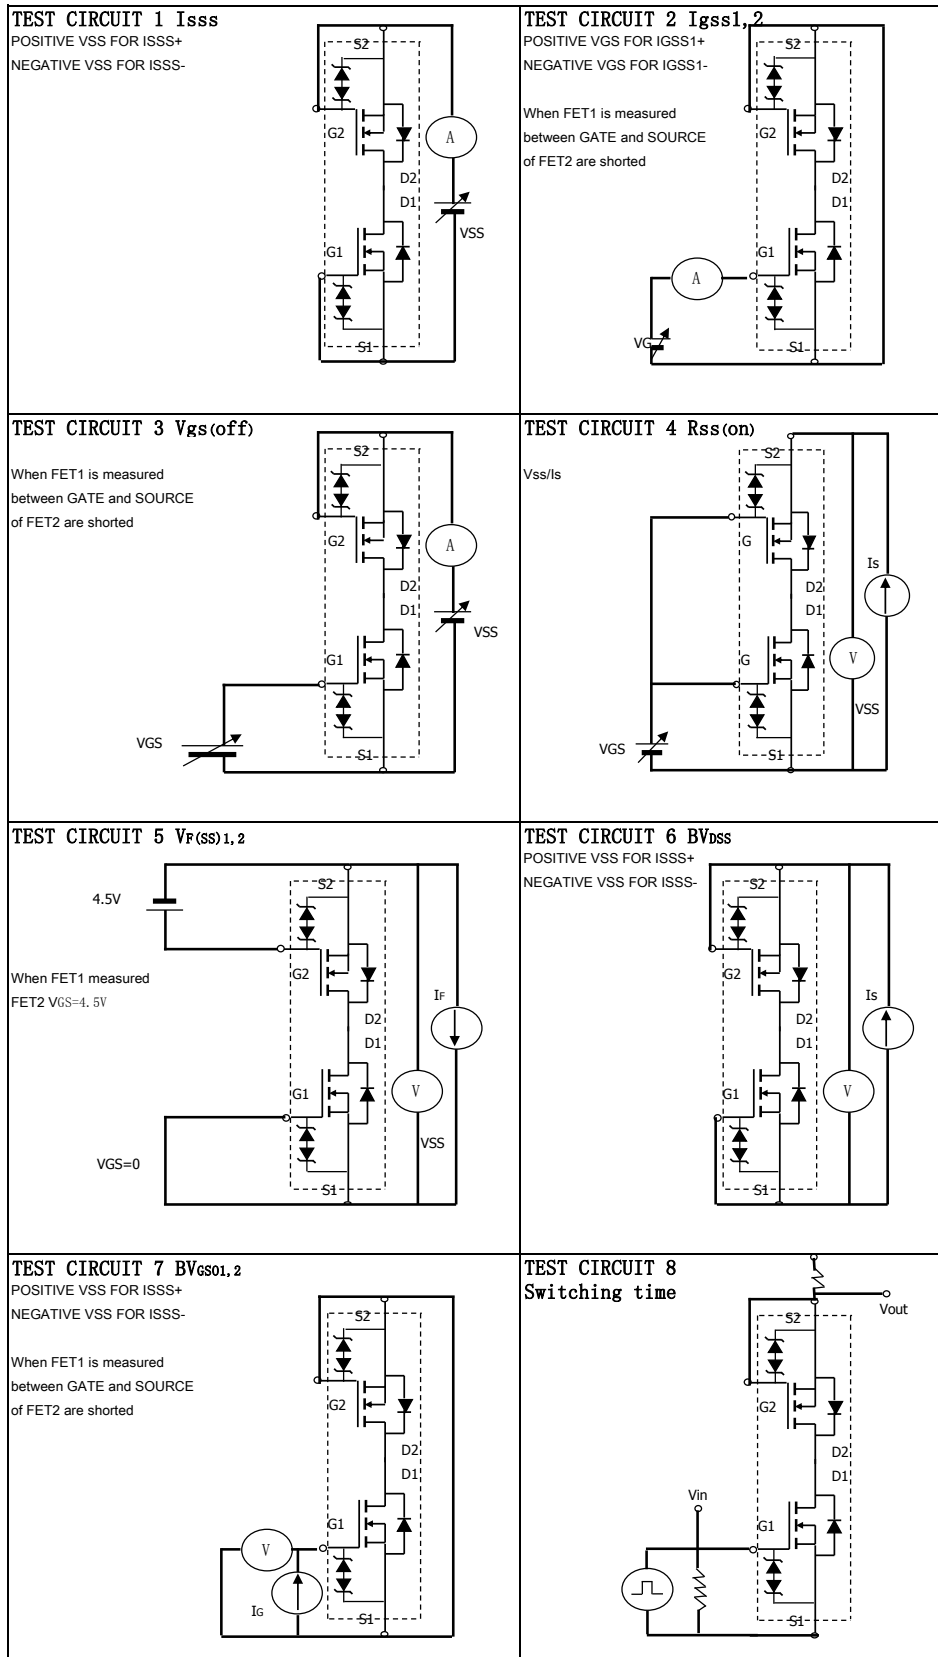 TEST CIRCUIT 1 Isss
POSITIVE VSS FOR ISSS+
NEGATIVE VSS FOR ISSS-
S2
G2
A
D2
D1
VSS
G1
S1
TEST CIRCUIT 2 Igss1,2
POSITIVE VGS FOR IGSS1+
NEGATIVE VGS FOR IGSS1-
When FET1 is measured
between GATE and SOURCE
of FET2 are shorted
S2
G2
D2
D1
G1
A
VG
S1
TEST CIRCUIT 3 Vgs(off)
When FET1 is measured
between GATE and SOURCE
of FET2 are shorted
S2
G2
A
D2
D1
VSS
G1
VGS
S1
TEST CIRCUIT 4 Rss(on)
Vss/Is
S2
G
Is
D2
D1
G
V
VSS
VGS
S1
TEST CIRCUIT 5 VF(SS)1,2
4.5V
When FET1 measured
FET2 VGS=4.5V
S2
G2
IF
D2
D1
G1
V
VSS
VGS=0
S1
TEST CIRCUIT 6 BVDSS
POSITIVE VSS FOR ISSS+
NEGATIVE VSS FOR ISSS-
S2
G2
Is
D2
D1
G1
V
S1
TEST CIRCUIT 7 BVGSO1,2
POSITIVE VSS FOR ISSS+
NEGATIVE VSS FOR ISSS-
When FET1 is measured
between GATE and SOURCE
of FET2 are shorted
S2
G2
D2
D1
G1
V
IG
S1
TEST CIRCUIT 8
Switching time
Vout
S2
G2
D2
D1
Vin
G1
S1